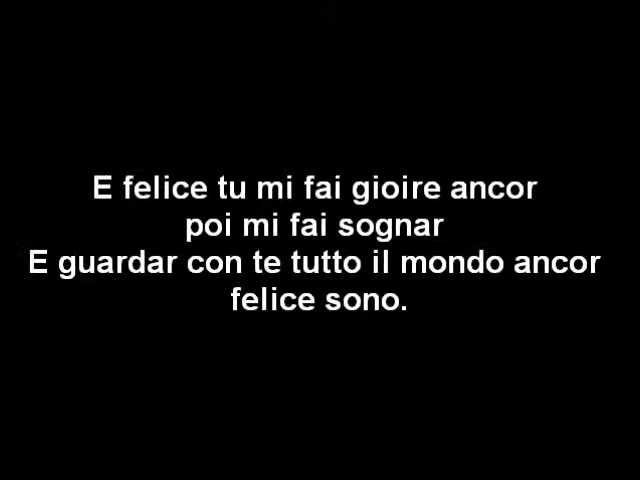 E felice tu mi fai gioire ancor
poi mi fai sognar
E guardar con te tutto il mondo ancor
felice sono.